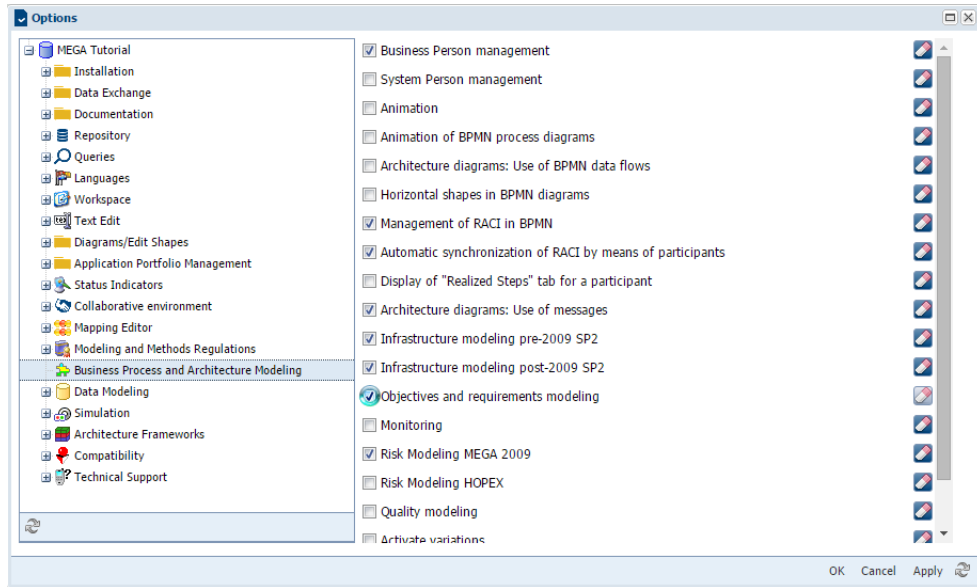 Options
MEGA Tutorial
Installation
Data Exchange
Documentation
Repository
Queries
Languages
Workspace
Text Edit
Diagrams/Edit Shapes
Application Portfolio Management
Status Indicators
Collaborative environment
Mapping Editor
Modeling and Methods Regulations
Business Process and Architecture Modeling
Data Modeling
Simulation
Architecture Frameworks
Compatibility
Technical Support
Business Person management
System Person management
Animation
Animation of BPMN process diagrams
Architecture diagrams: Use of BPMN data flows
Horizontal shapes in BPMN diagrams
Management of RACI in BPMN
Automatic synchronization of RACI by means of participants
Display of "Realized Steps" tab for a participant
Architecture diagrams: Use of messages
Infrastructure modeling pre-2009 SP2
Infrastructure modeling post-2009 SP2
Objectives and requirements modeling
Monitoring
Risk Modeling MEGA 2009
Risk Modeling HOPEX
Quality modeling
Activate variations
OK Cancel Apply